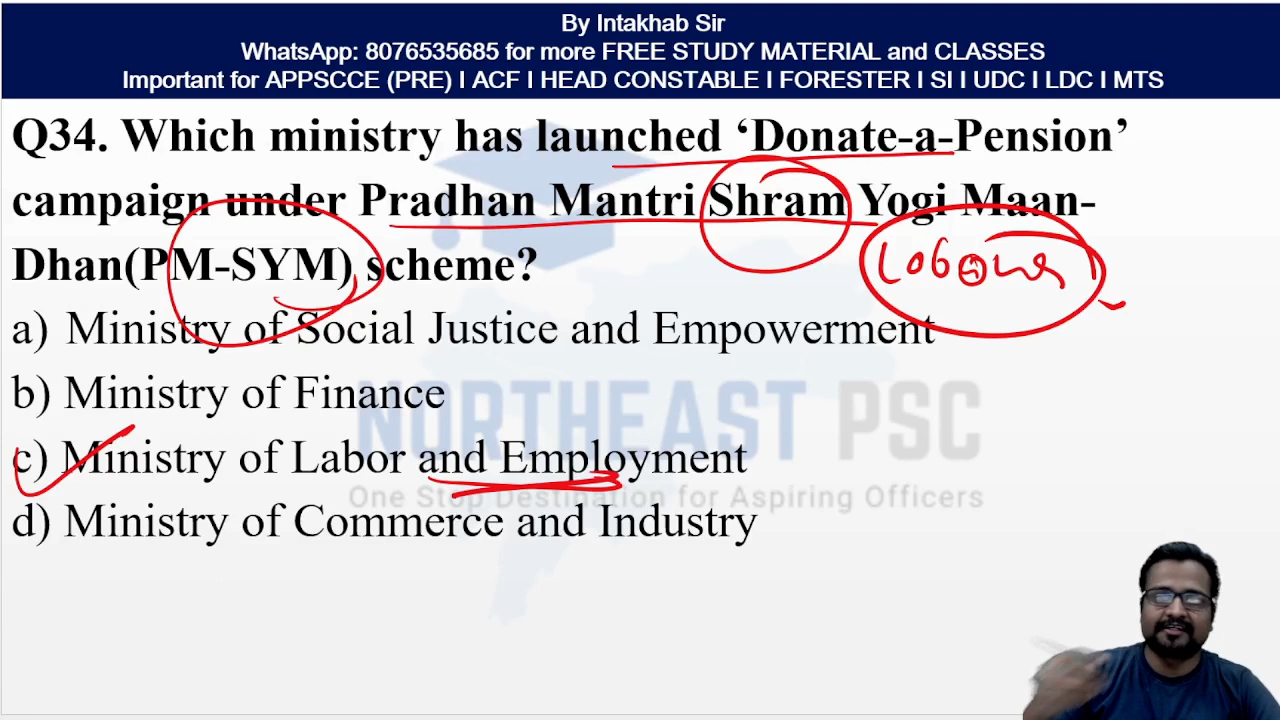 By Intakhab Sir
WhatsApp: 8076535685 for more FREE STUDY MATERIAL and CLASSES
Important for APPSCCE (PRE) I ACF I HEAD CONSTABLE I FORESTER I SI I UDC I LDC I MTS
Q34. Which ministry has launched ‘Donate-a-Pension’
campaign under Pradhan Mantri Shram Yogi Maan-
Dhan(PM-SYM) scheme?
Labour
a) Ministry of Social Justice and Empowerment
b) Ministry of Finance
c) Ministry of Labor and Employment
d) Ministry of Commerce and Industry
NORTHEAST PSC
One Stop Destination for Aspiring Officers